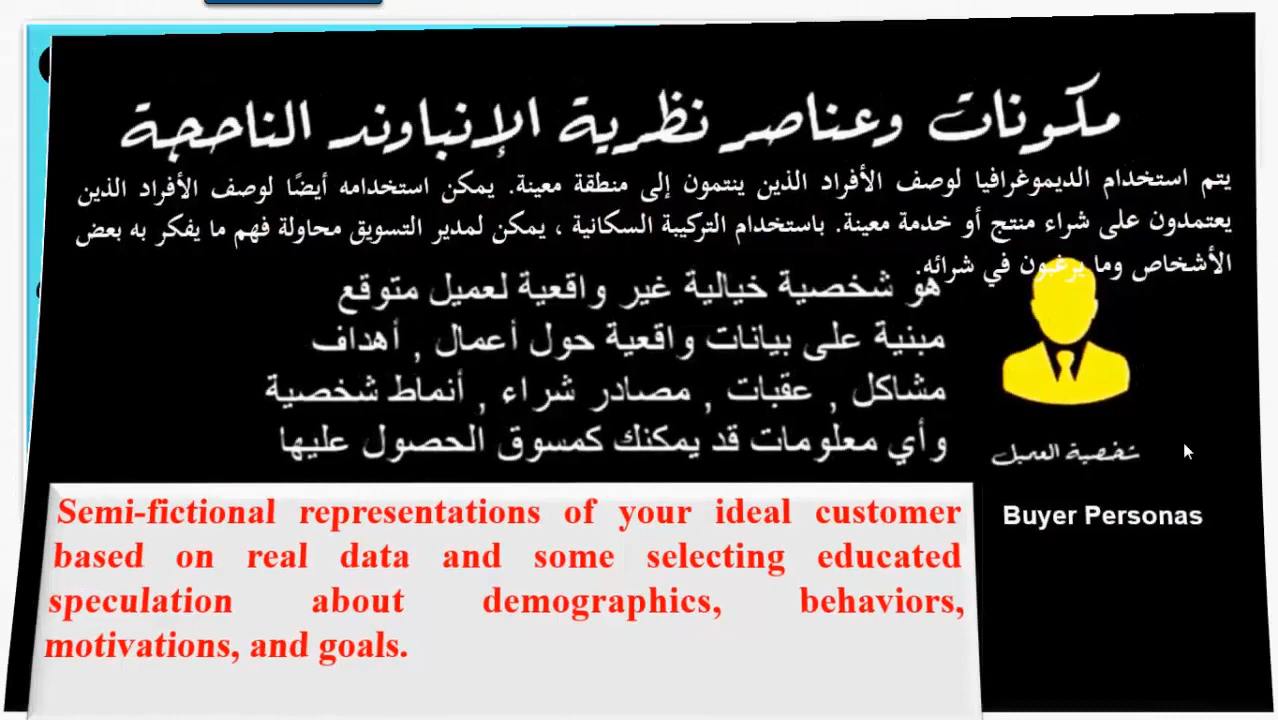 مكونات وعناصر نظرية الإنباوند الناجحة
يتم استخدام الديموغرافيا لوصف الأفراد الذين ينتمون إلى منطقة معينة. يمكن استخدامه أيضًا لوصف الأفراد الذين
يعتمدون على شراء منتج أو خدمة معينة. باستخدام التركيبة السكانية ، يمكن لمدير التسويق محاولة فهم ما يفكر به بعض
الأشخاص وما يرغبون في شرائه.
هو شخصية خيالية غير واقعية لعميل متوقع
مبنية على بيانات واقعية حول أعمال , أهداف
مشاكل , عقبات , مصادر شراء , أنماط شخصية
وأي معلومات قد يمكنك كمسوق الحصول عليها
شخصية العميل
Buyer Personas
Semi-fictional representations of your ideal customer
based on real data and some selecting educated
speculation about demographics, behaviors,
motivations, and goals.